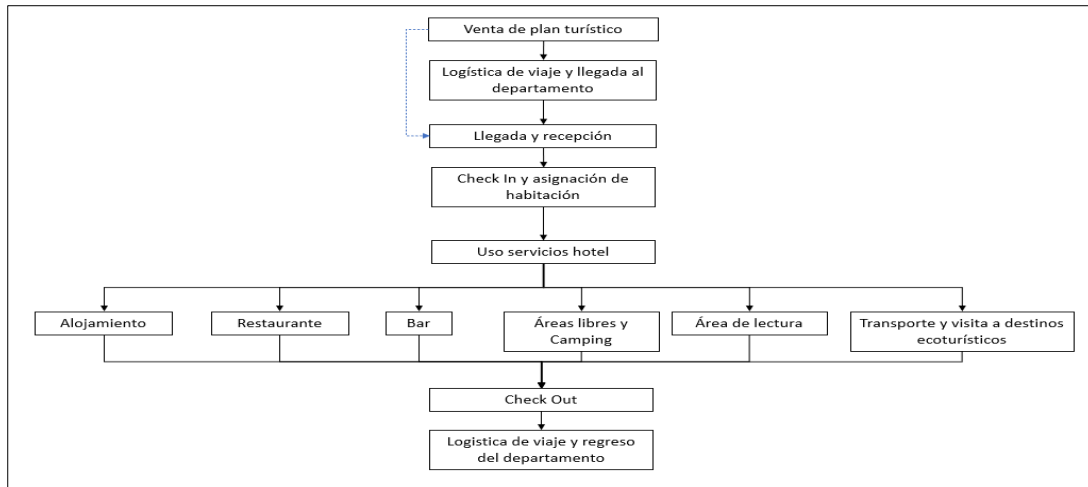 Venta de plan turístico
Logística de viaje y llegada al
departamento
Llegada y recepción
Check In y asignación de
habitación
Uso servicios hotel
Alojamiento
Restaurante
Bar
Áreas libres y
Camping
Área de lectura
Transporte y visita a destinos
ecoturísticos
Check Out
Logistica de viaje y regreso
del departamento